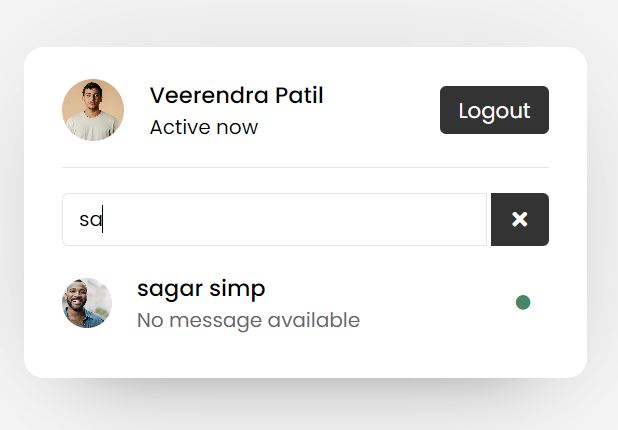 Veerendra Patil
Active now
Logout
sa
sagar simp
No message available